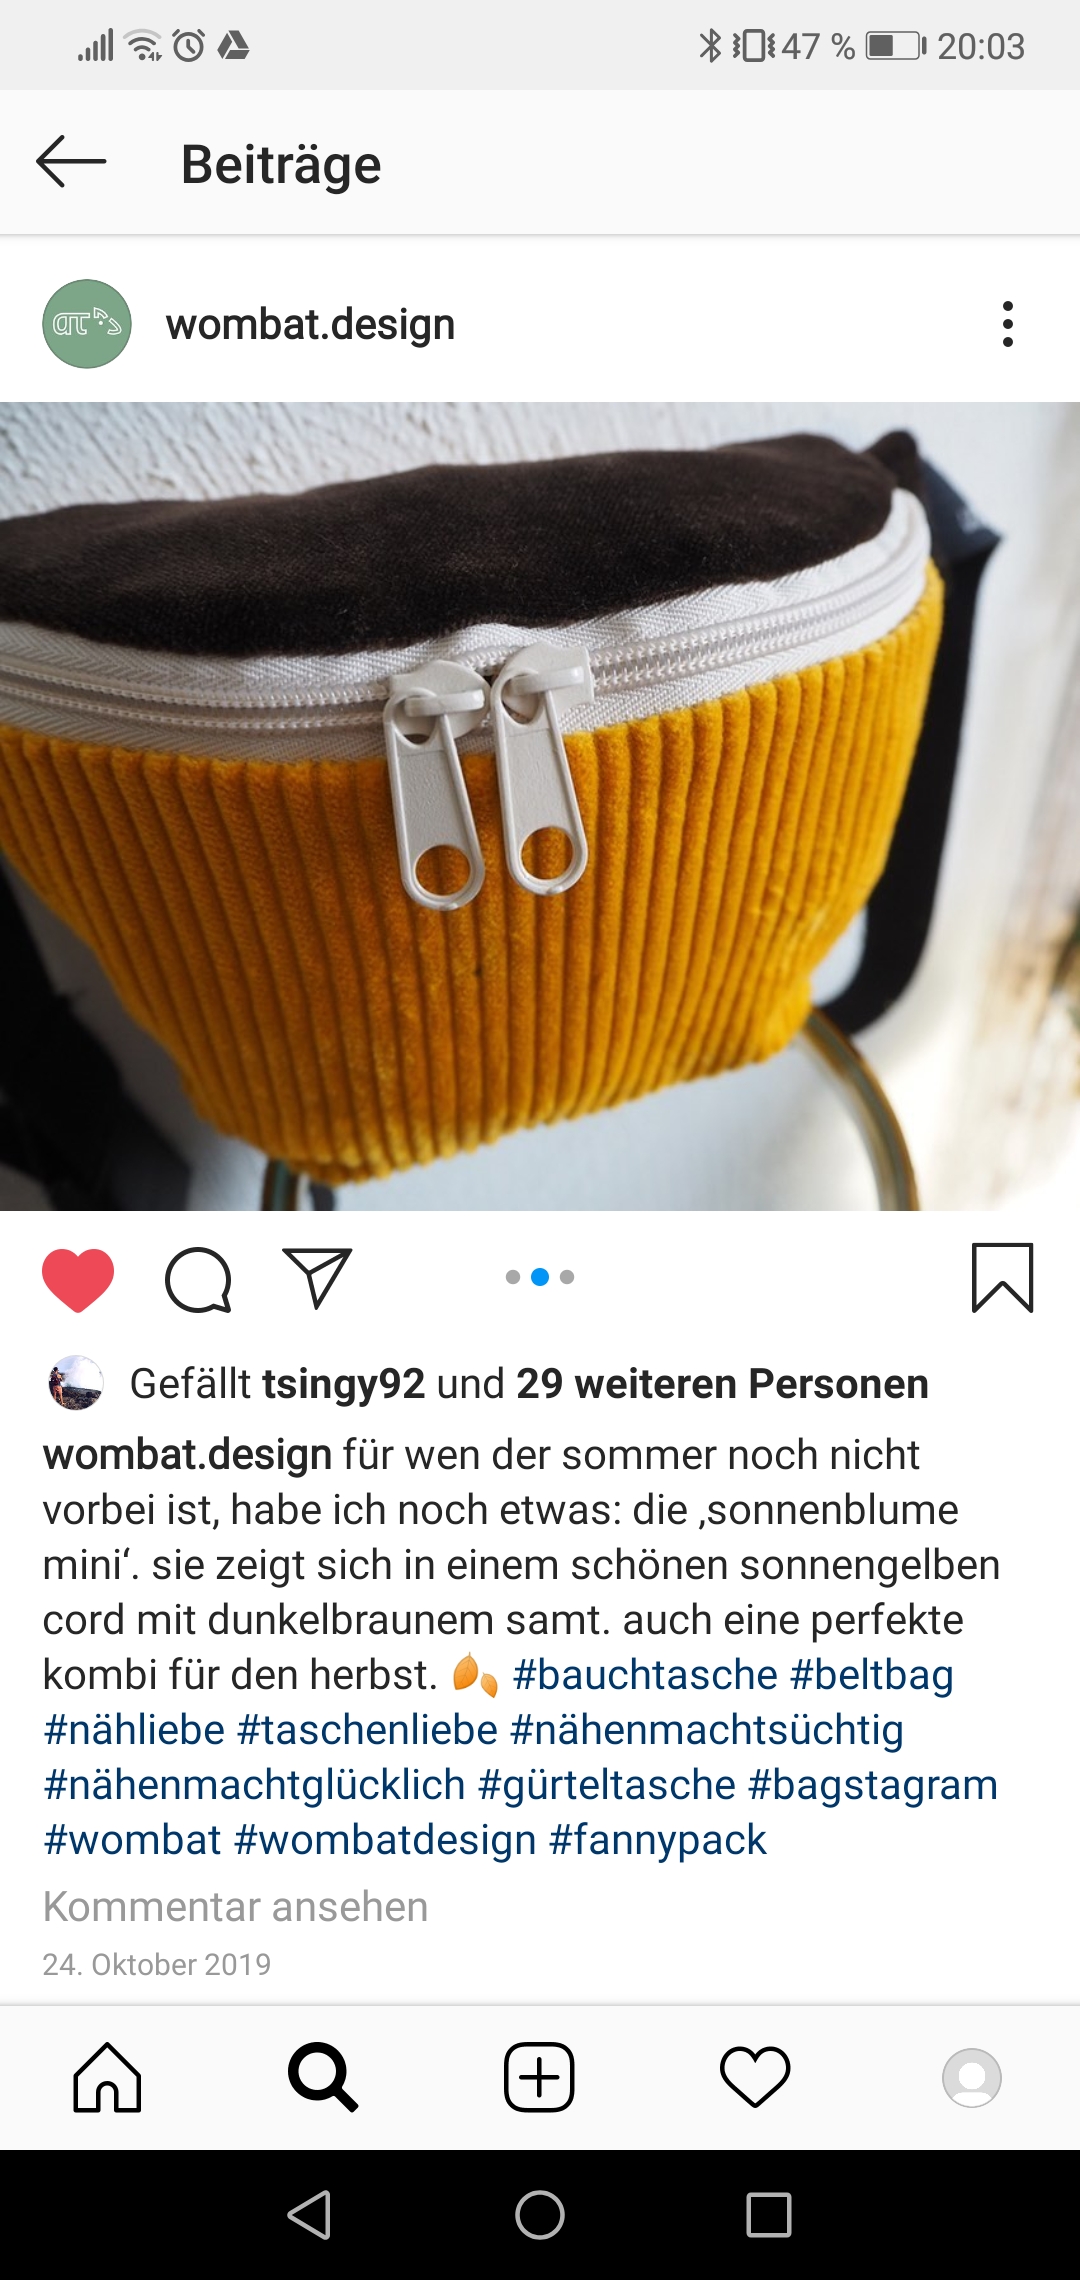 47 % 20:03
Beiträge
wombat.design
Gefällt tsingy92 und 29 weiteren Personen
wombat.design für wen der sommer noch nicht
vorbei ist, habe ich noch etwas: die ‚sonnenblume
mini‘. sie zeigt sich in einem schönen sonnengelben
cord mit dunkelbraunem samt. auch eine perfekte
kombi für den herbst. 🍂 #bauchtasche #beltbag
#nähliebe #taschenliebe #nähenmachtsüchtig
#nähenmachtglücklich #gürteltasche #bagstagram
#wombat #wombatdesign #fannypack
Kommentar ansehen
24. Oktober 2019